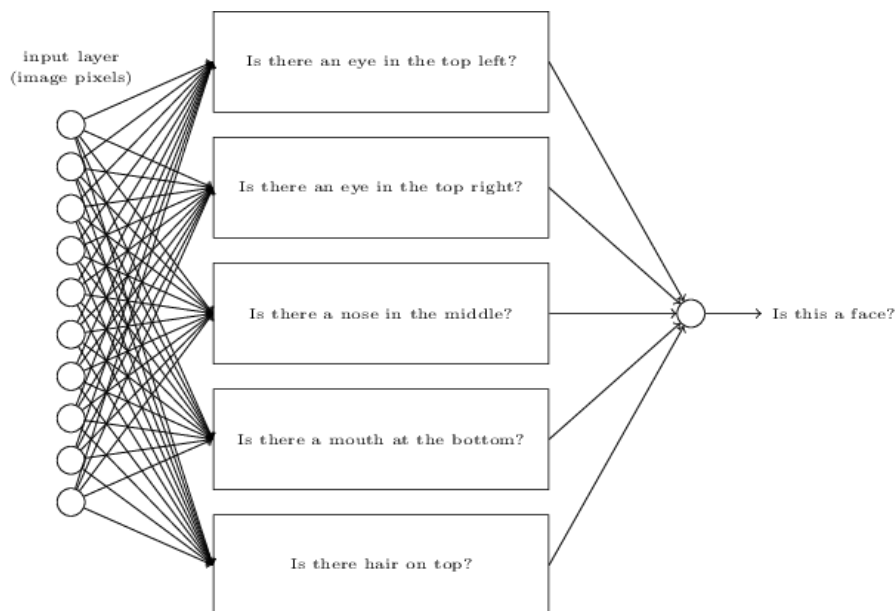 input layer
(image pixels)
Is there an eye in the top left?
Is there an eye in the top right?
Is there a nose in the middle?
Is there a mouth at the bottom?
Is there hair on top?
Is this a face?